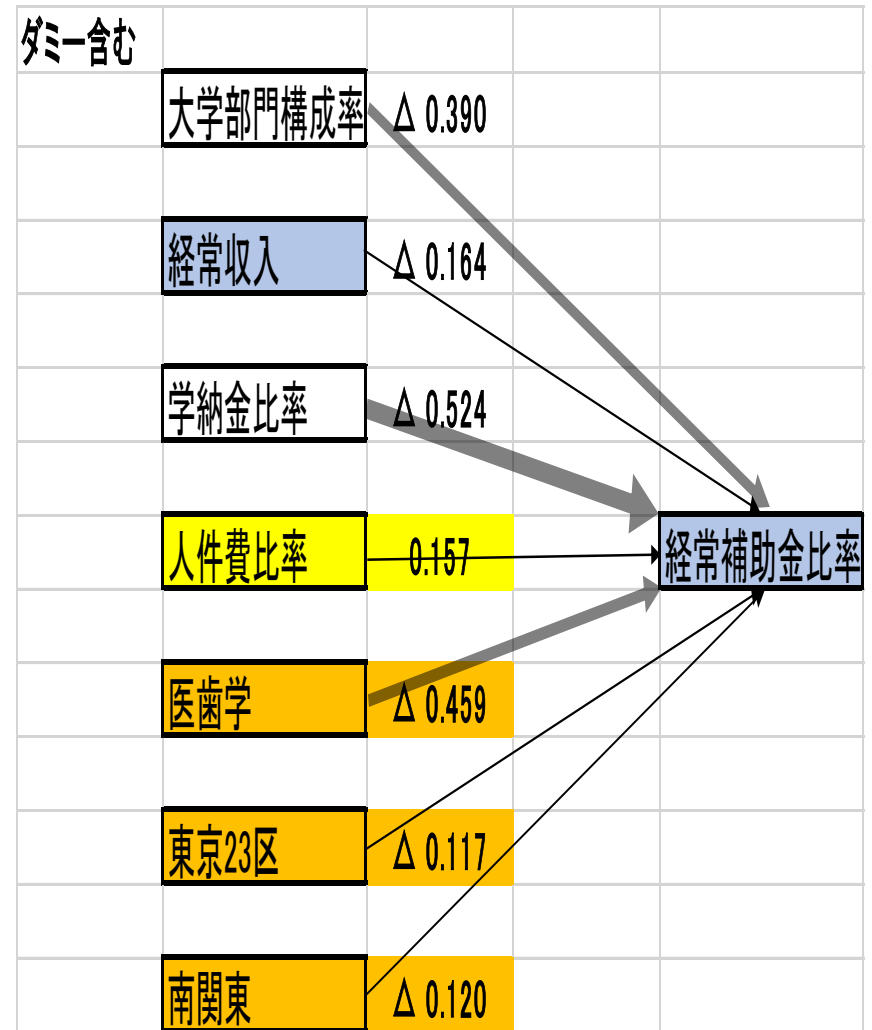 ダミー含む
大学部門構成率 Δ 0.390
経常収入 Δ 0.164
学納金比率 Δ 0.524
人件費比率 0.157 経常補助金比率
医歯学 Δ 0.459
東京23区 Δ 0.117
南関東 Δ 0.120